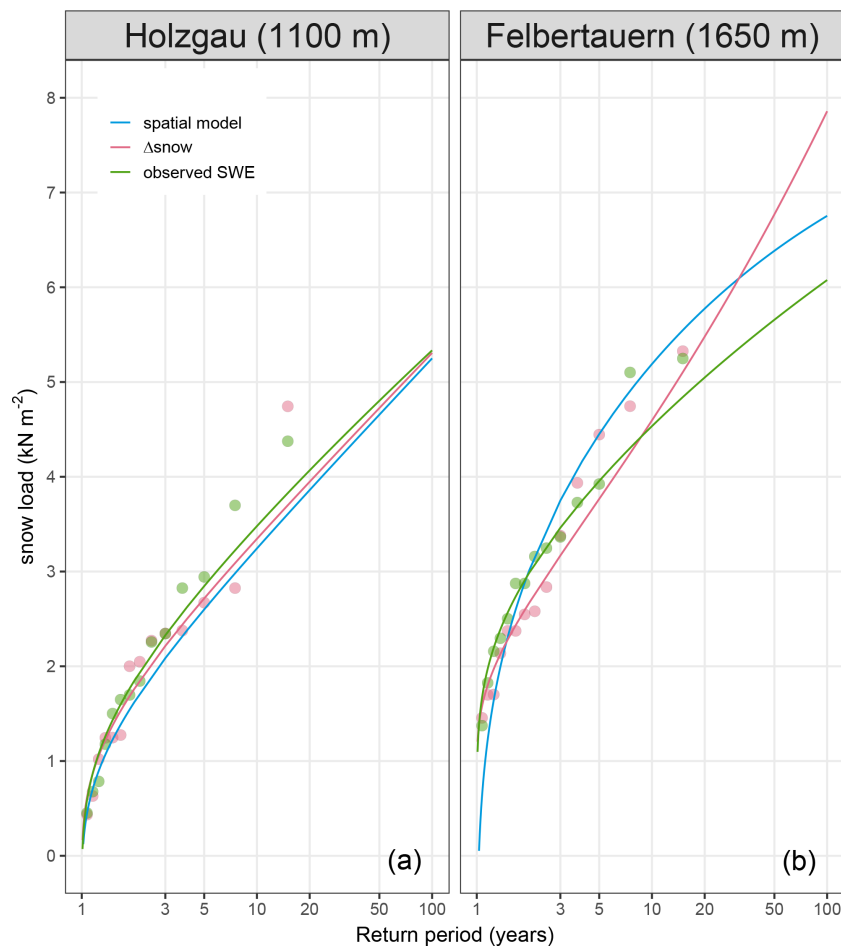 Holzgau (1100 m)
Felbertauern (1650 m)
8
7
6
5
4
3
2
1
0
snow load (kN m⁻²)
spatial model
Δsnow
observed SWE
(a)
(b)
1 3 5 10 20 50 100
1 3 5 10 20 50 100
Return period (years)